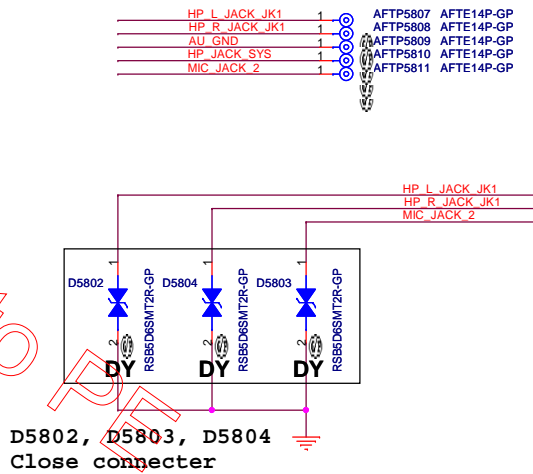 HP_L_JACK_JK1 1 AFTP5807 AFTE14P-GP
HP_R_JACK_JK1 1 AFTP5808 AFTE14P-GP
AU_GND 1 AFTP5809 AFTE14P-GP
HP_JACK_SYS 1 AFTP5810 AFTE14P-GP
MIC_JACK_2 1 AFTP5811 AFTE14P-GP
HP_L_JACK_JK1
HP_R_JACK_JK1
MIC_JACK_2
1 1 1
D5802 D5804 D5803
RSB5D6SMT2R-GP RSB5D6SMT2R-GP RSB5D6SMT2R-GP
2 2 2
DY DY DY
D5802, D5803, D5804
Close connecter